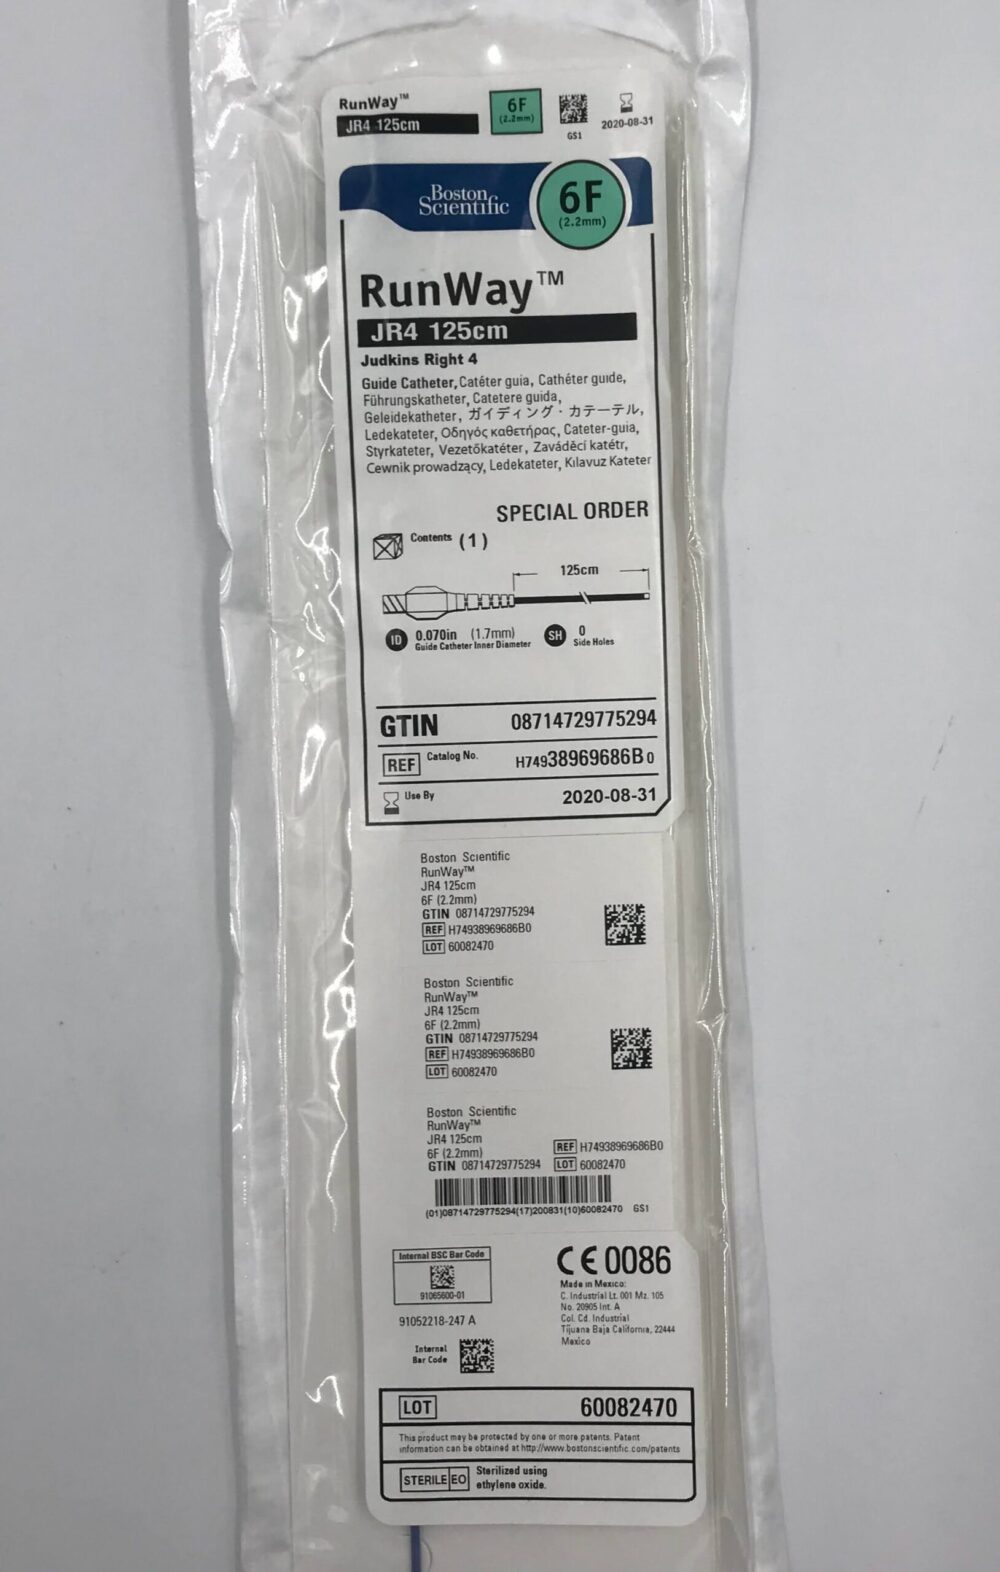 RunWay™
JR4 125cm
6F
(2.2mm)
GS1
2020-08-31
Boston
Scientific
6F
(2.2mm)
RunWay™
JR4 125cm
Judkins Right 4
Guide Catheter, Catéter guia, Cathéter guide,
Führungskatheter, Catetere guida,
Geleidekatheter, ガイディング・カテーテル,
Ledekateter, Οδηγός καθετήρας, Cateter-guia,
Styrkateter, Vezetőkatéter, Zaváděcí katétr,
Cewnik prowadzący, Ledekateter, Kılavuz Kateter
SPECIAL ORDER
Contents (1)
125cm
ID 0.070in (1.7mm)
Guide Catheter Inner Diameter
SH 0
Side Holes
GTIN 08714729775294
REF Catalog No. H74938969686B0
Use By 2020-08-31
Boston Scientific
RunWay™
JR4 125cm
6F (2.2mm)
GTIN 08714729775294
REF H74938969686B0
LOT 60082470
Boston Scientific
RunWay™
JR4 125cm
6F (2.2mm)
GTIN 08714729775294
REF H74938969686B0
LOT 60082470
Boston Scientific
RunWay™
JR4 125cm
6F (2.2mm)
GTIN 08714729775294
REF H74938969686B0
LOT 60082470
(01)08714729775294(17)200831(10)60082470 GS1
Internal BSC Bar Code
91065600-01
91052218-247 A
Internal
Bar Code
CE 0086
Made in Mexico:
C. Industrial Lt. 001 Mz. 105
No. 20905 Int. A
Col. Cd. Industrial
Tijuana Baja California, 22444
Mexico
LOT 60082470
This product may be protected by one or more patents. Patent
information can be obtained at http://www.bostonscientific.com/patents
STERILE EO Sterilized using
ethylene oxide.